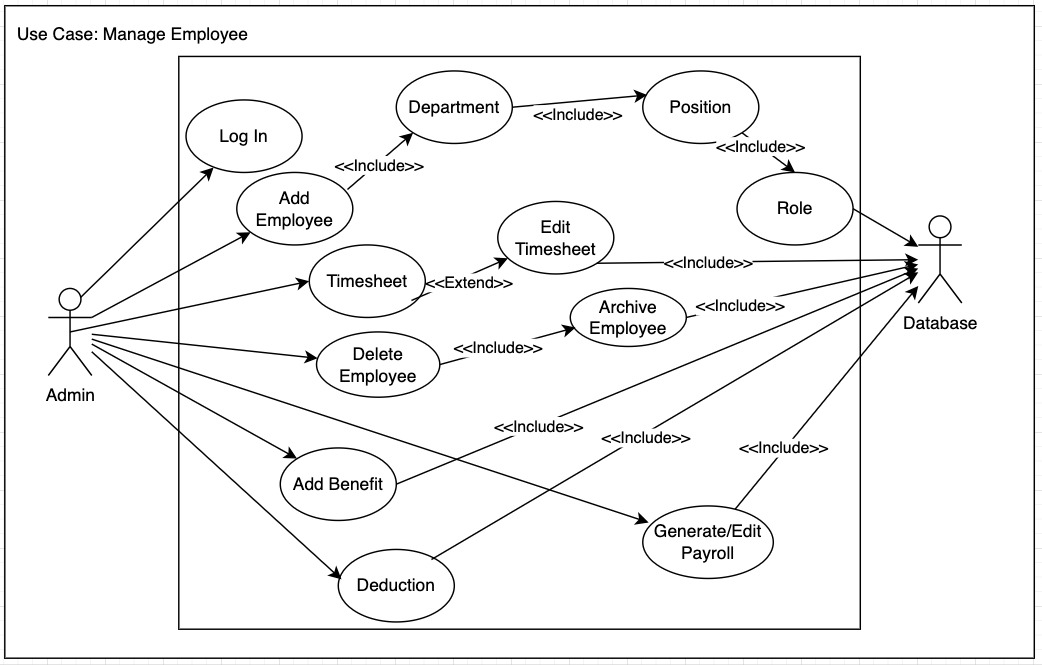 Use Case: Manage Employee
Department
<<Include>>
Position
Log In
<<Include>>
<<Include>>
Add
Employee
Role
Edit
Timesheet
Timesheet
<<Extend>>
<<Include>>
Archive
Employee
<<Include>>
Database
Delete
Employee
<<Include>>
Admin
<<Include>>
<<Include>>
<<Include>>
Add Benefit
Generate/Edit
Payroll
Deduction